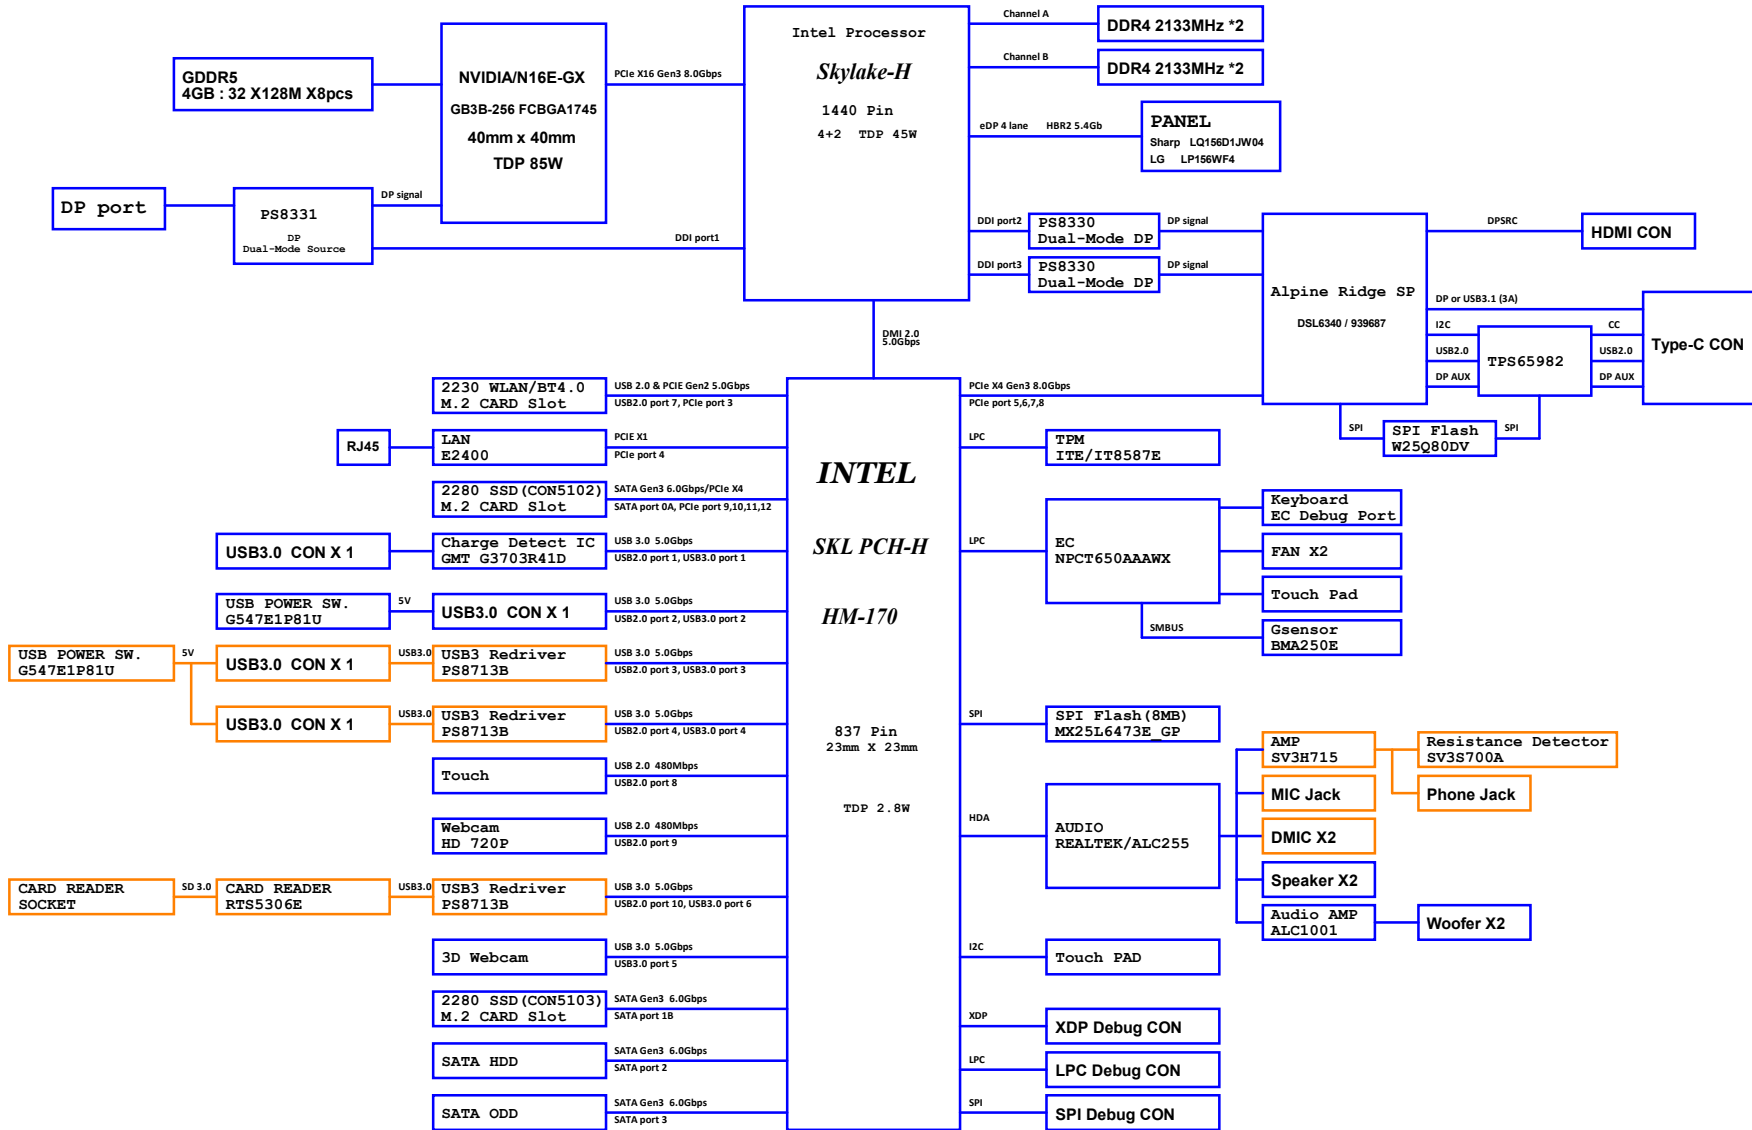 GDDR5
4GB : 32 X128M X8pcs
NVIDIA/N16E-GX
GB3B-256 FCBGA1745
40mm x 40mm
TDP 85W
PCIe X16 Gen3 8.0Gbps
Intel Processor
Skylake-H
1440 Pin
4+2 TDP 45W
Channel A
DDR4 2133MHz *2
Channel B
DDR4 2133MHz *2
eDP 4 lane HBR2 5.4Gb
PANEL
Sharp LQ156D1JW04
LG LP156WF4
DP port
PS8331
DP
Dual-Mode Source
DP signal
DDI port1
DDI port2
PS8330
Dual-Mode DP
DP signal
DDI port3
PS8330
Dual-Mode DP
DP signal
Alpine Ridge SP
DSL6340 / 939687
DPSRC
HDMI CON
DP or USB3.1 (3A)
I2C
USB2.0
DP AUX
TPS65982
CC
USB2.0
DP AUX
Type-C CON
SPI
SPI Flash
W25Q80DV
SPI
DMI 2.0
5.0Gbps
INTEL
SKL PCH-H
HM-170
837 Pin
23mm X 23mm
TDP 2.8W
2230 WLAN/BT4.0
M.2 CARD Slot
USB 2.0 & PCIE Gen2 5.0Gbps
USB2.0 port 7, PCIe port 3
RJ45
LAN
E2400
PCIE X1
PCIe port 4
2280 SSD(CON5102)
M.2 CARD Slot
SATA Gen3 6.0Gbps/PCIe X4
SATA port 0A, PCIe port 9,10,11,12
USB3.0 CON X 1
Charge Detect IC
GMT G3703R41D
USB 3.0 5.0Gbps
USB2.0 port 1, USB3.0 port 1
USB POWER SW.
G547E1P81U
5V
USB3.0 CON X 1
USB 3.0 5.0Gbps
USB2.0 port 2, USB3.0 port 2
USB POWER SW.
G547E1P81U
5V
USB3.0 CON X 1
USB3.0
USB3 Redriver
PS8713B
USB 3.0 5.0Gbps
USB2.0 port 3, USB3.0 port 3
USB3.0 CON X 1
USB3.0
USB3 Redriver
PS8713B
USB 3.0 5.0Gbps
USB2.0 port 4, USB3.0 port 4
Touch
USB 2.0 480Mbps
USB2.0 port 8
Webcam
HD 720P
USB 2.0 480Mbps
USB2.0 port 9
CARD READER
SOCKET
SD 3.0
CARD READER
RTS5306E
USB3.0
USB3 Redriver
PS8713B
USB 3.0 5.0Gbps
USB2.0 port 10, USB3.0 port 6
3D Webcam
USB 3.0 5.0Gbps
USB3.0 port 5
2280 SSD(CON5103)
M.2 CARD Slot
SATA Gen3 6.0Gbps
SATA port 1B
SATA HDD
SATA Gen3 6.0Gbps
SATA port 2
SATA ODD
SATA Gen3 6.0Gbps
SATA port 3
PCIe X4 Gen3 8.0Gbps
PCIe port 5,6,7,8
LPC
TPM
ITE/IT8587E
LPC
EC
NPCT650AAAWX
Keyboard
EC Debug Port
FAN X2
Touch Pad
SMBUS
Gsensor
BMA250E
SPI
SPI Flash(8MB)
MX25L6473E_GP
HDA
AUDIO
REALTEK/ALC255
AMP
SV3H715
Resistance Detector
SV3S700A
MIC Jack
Phone Jack
DMIC X2
Speaker X2
Audio AMP
ALC1001
Woofer X2
I2C
Touch PAD
XDP
XDP Debug CON
LPC
LPC Debug CON
SPI
SPI Debug CON